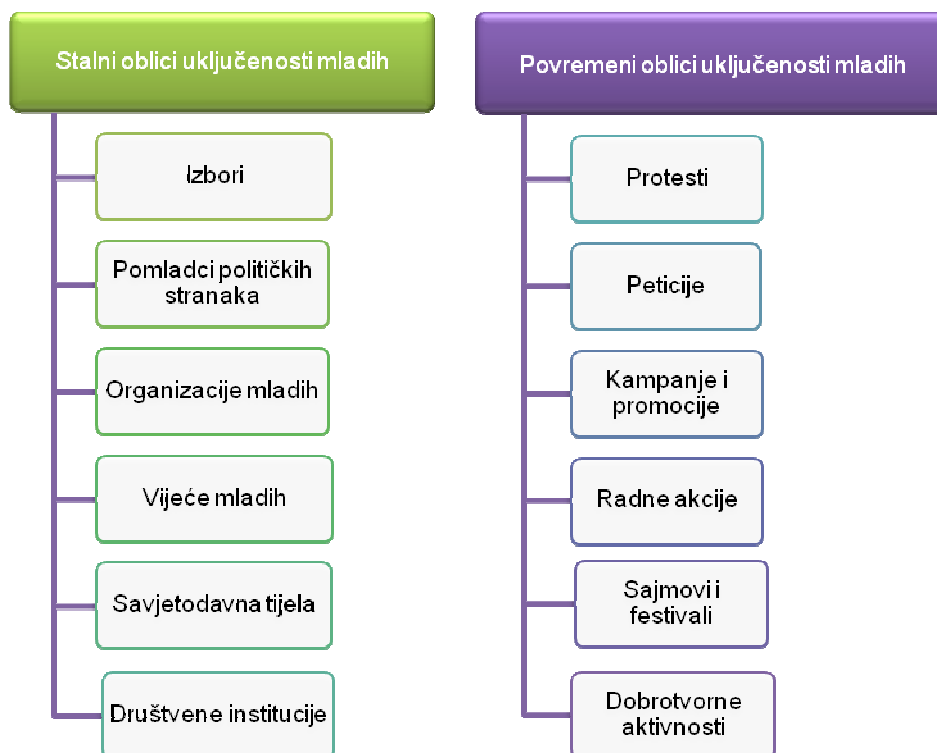 Stalni oblici uključenosti mladih
Izbori
Pomladci političkih
stranaka
Organizacije mladih
Vijeće mladih
Savjetodavna tijela
Društvene institucije
Povremeni oblici uključenosti mladih
Protesti
Peticije
Kampanje i
promocije
Radne akcije
Sajmovi i
festivali
Dobrotvorne
aktivnosti